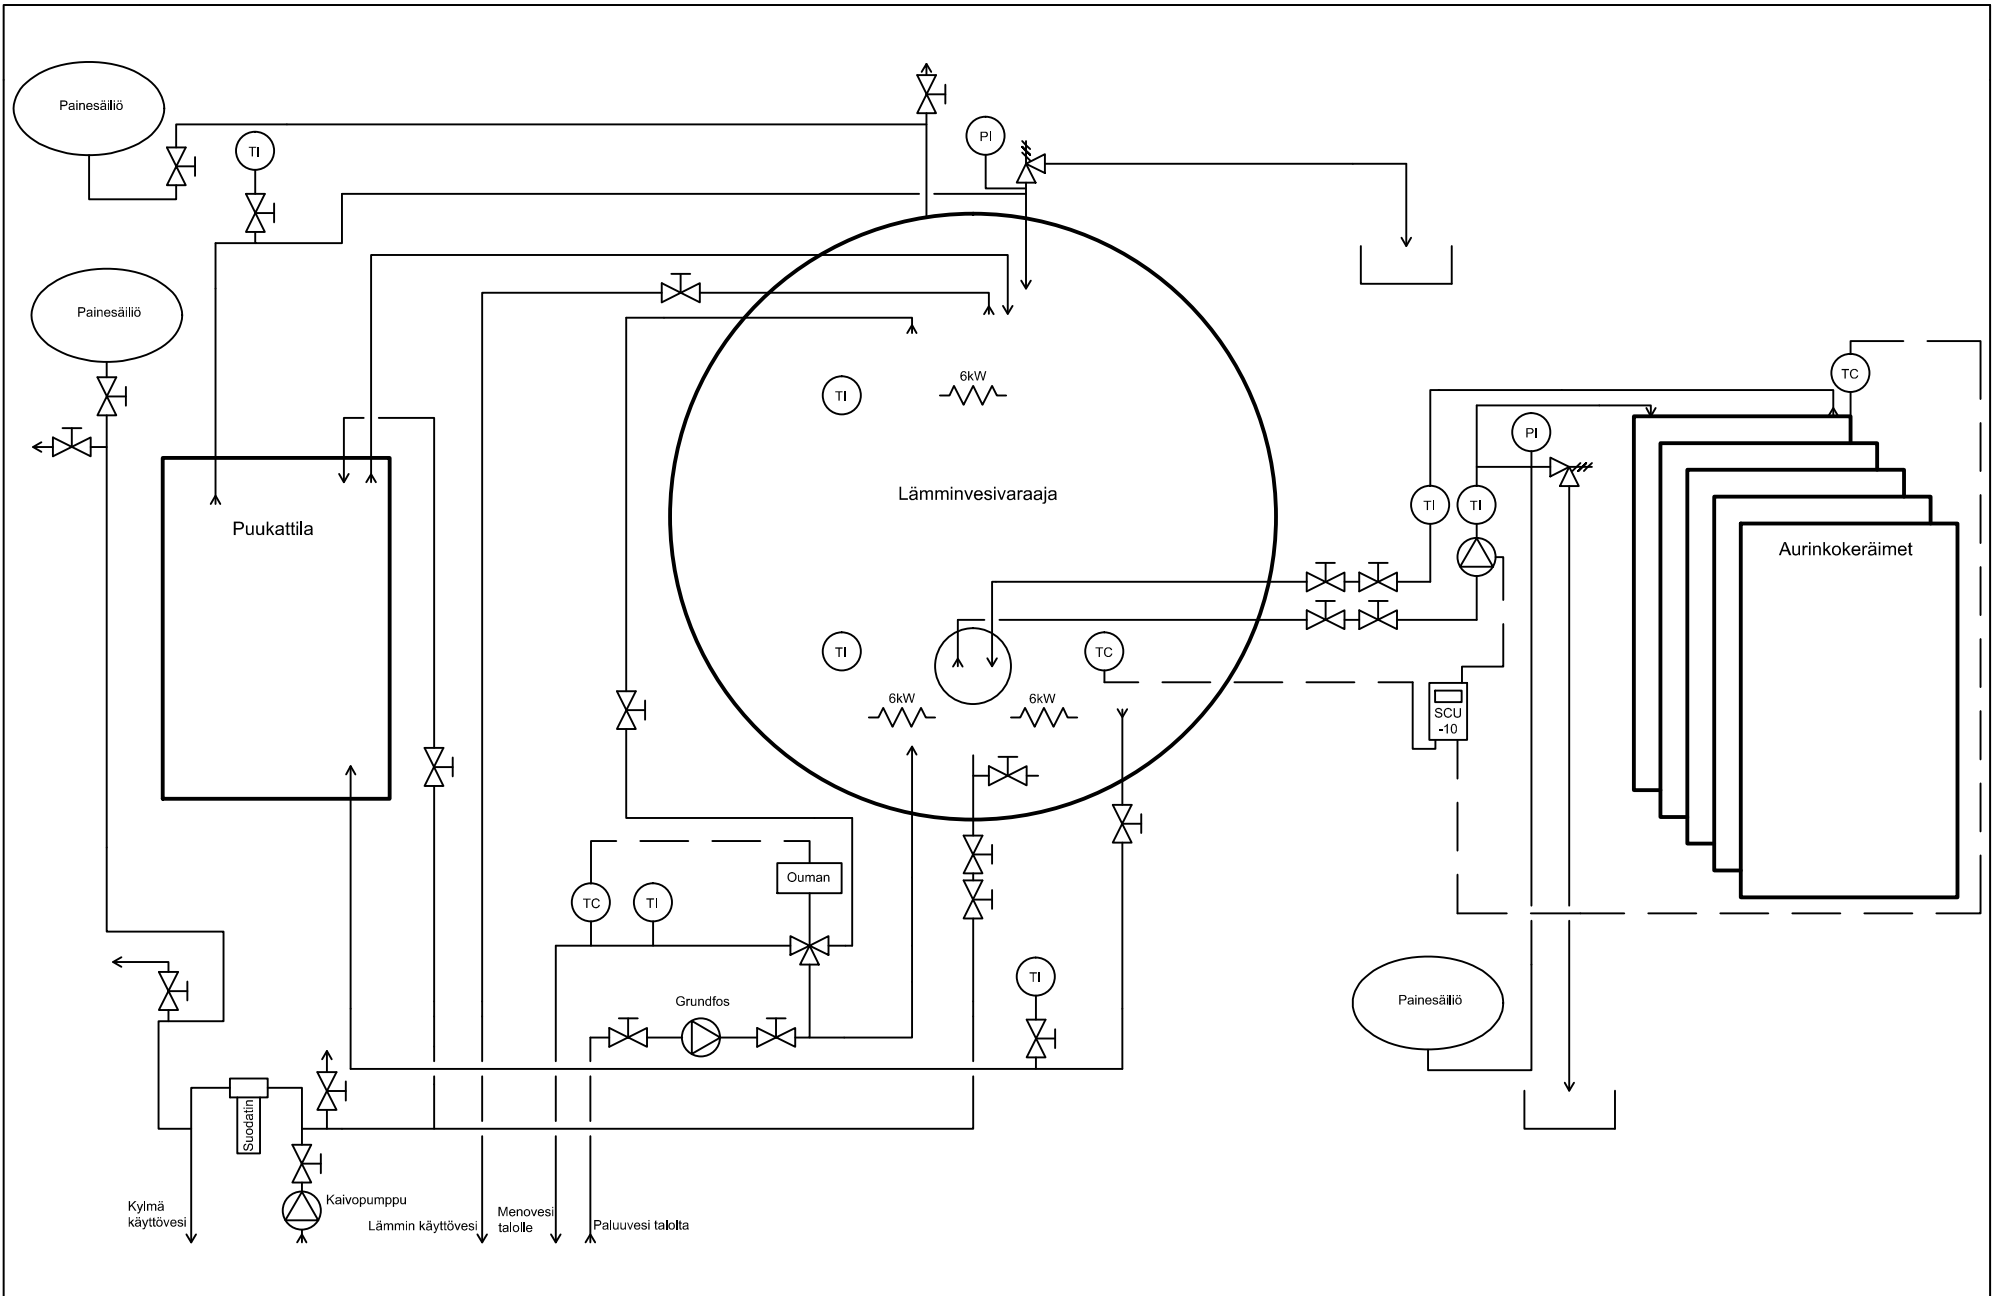 Painesäiliö
TI
PI
Painesäiliö
TC
TI
6kW
PI
Lämminvesivaraaja
TI
TI
Puukattila
Aurinkokeräimet
TI
TC
6kW
6kW
SCU
-10
Ouman
TC
TI
TI
Grundfos
Painesäiliö
Suodatin
Kaivopumppu
Kylmä
käyttövesi
Lämmin käyttövesi
Menovesi
talolle
Paluuvesi talolta